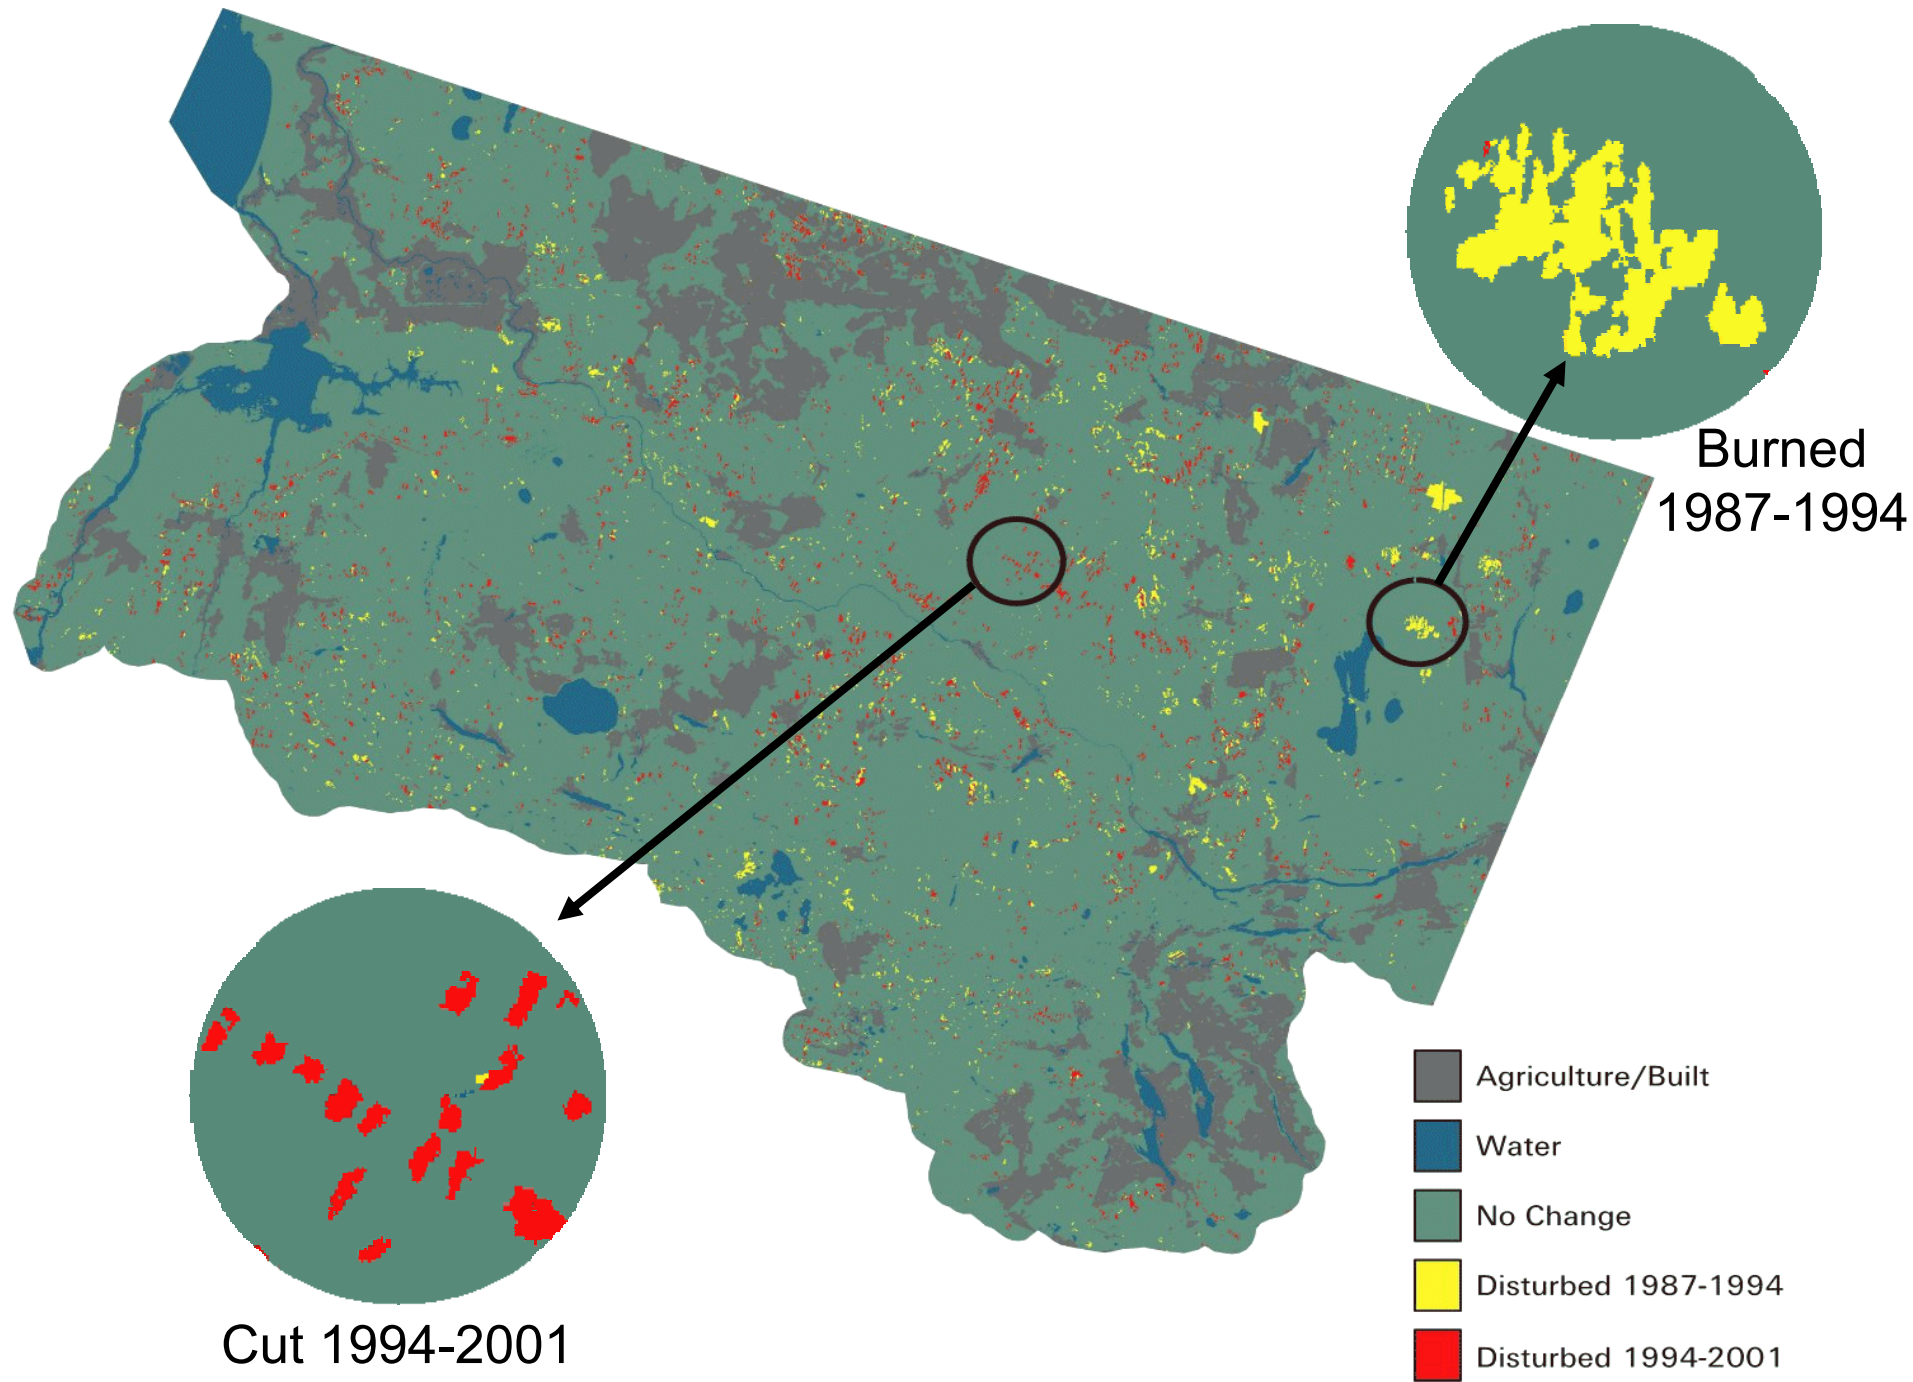 Burned
1987-1994
Cut 1994-2001
Agriculture/Built
Water
No Change
Disturbed 1987-1994
Disturbed 1994-2001